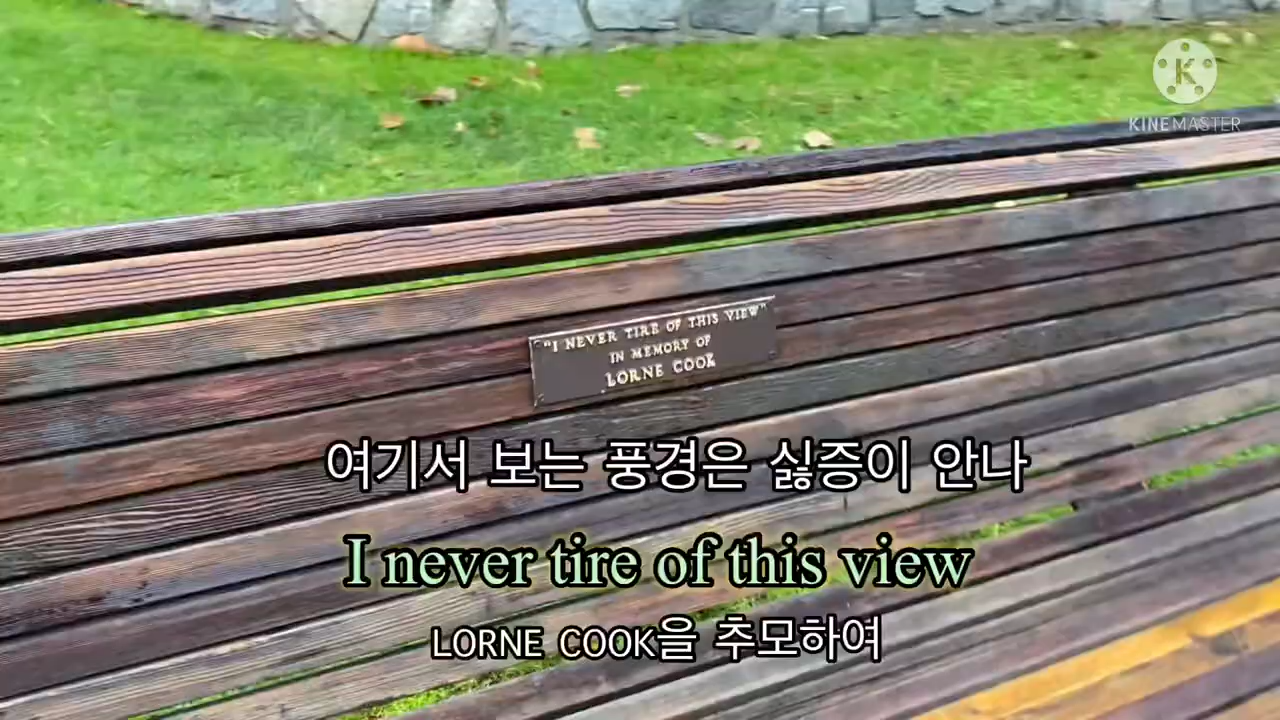 K
KINEMASTER
"I NEVER TIRE OF THIS VIEW"
IN MEMORY OF
LORNE COOK
여기서 보는 풍경은 싫증이 안나
I never tire of this view
LORNE COOK을 추모하여